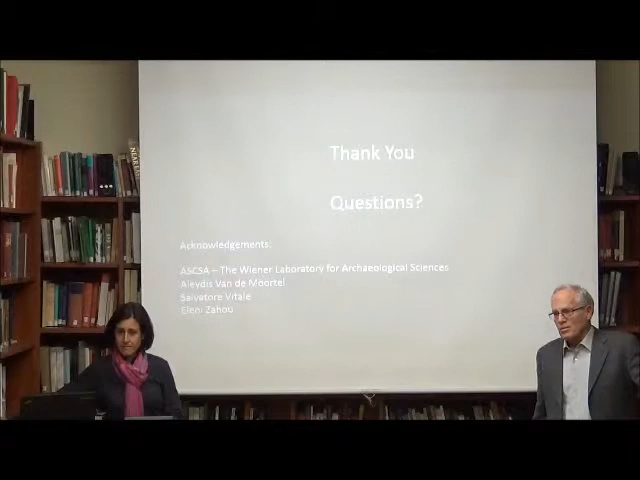 Thank You
Questions?
Acknowledgements:
ASCSA – The Wiener Laboratory for Archaeological Sciences
Aleydis Van de Moortel
Salvatore Vitale
Eleni Zahou